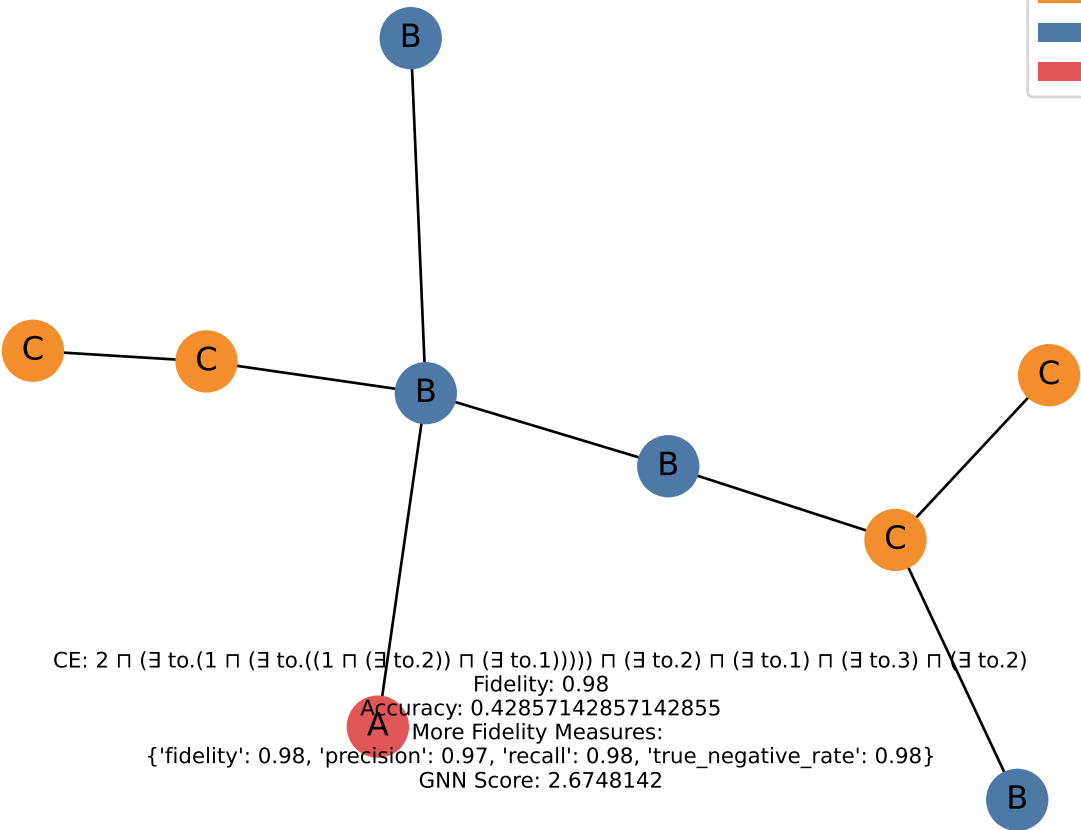 B
C
C
B
C
B
C
CE: 2 ⊓ (∃ to.(1 ⊓ (∃ to.((1 ⊓ (∃ to.2)) ⊓ (∃ to.1))))) ⊓ (∃ to.2) ⊓ (∃ to.1) ⊓ (∃ to.3) ⊓ (∃ to.2)
Fidelity: 0.98
Accuracy: 0.42857142857142855
A
More Fidelity Measures:
{'fidelity': 0.98, 'precision': 0.97, 'recall': 0.98, 'true_negative_rate': 0.98}
GNN Score: 2.6748142
B